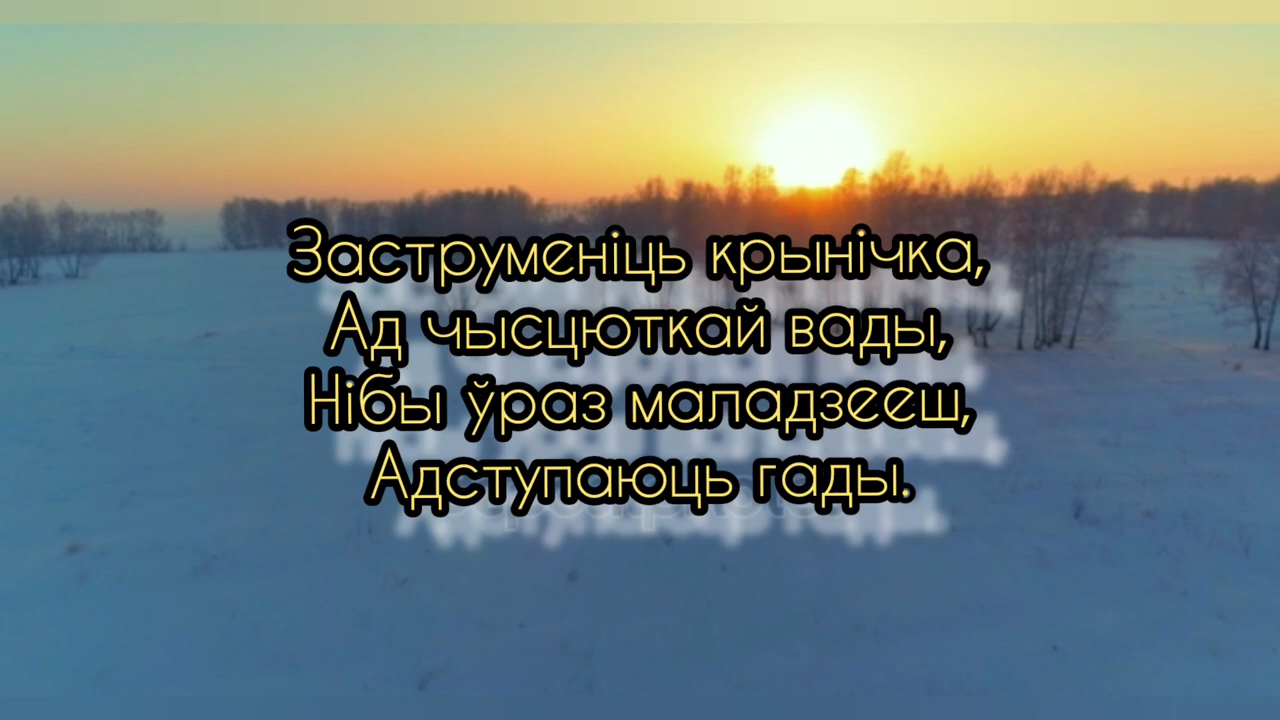 Заструменіць крынічка,
Ад чысцюткай вады,
Нібы ўраз маладзееш,
Адступаюць гады.